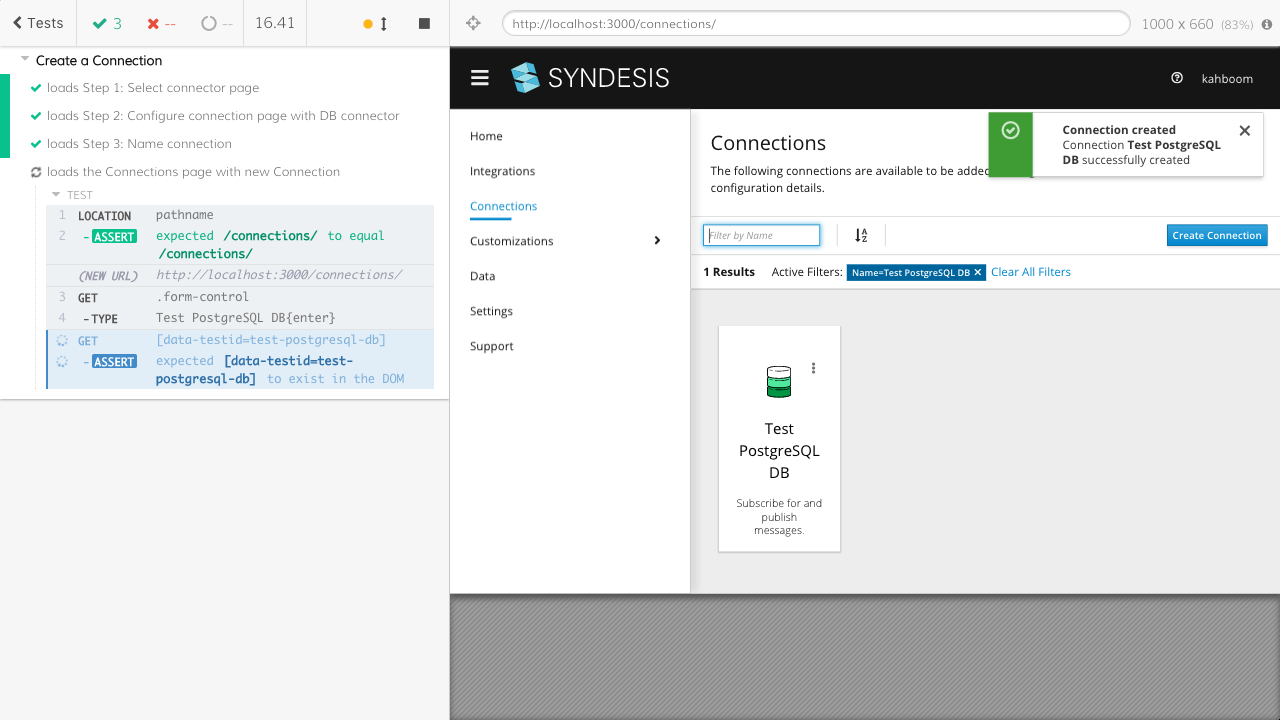 Tests
3
--
--
16.41
http://localhost:3000/connections/
1000 x 660 (83%)
Create a Connection
loads Step 1: Select connector page
loads Step 2: Configure connection page with DB connector
loads Step 3: Name connection
loads the Connections page with new Connection
TEST
1 LOCATION pathname
2 -ASSERT expected /connections/ to equal
/connections/
(NEW URL) http://localhost:3000/connections/
3 GET .form-control
4 -TYPE Test PostgreSQL DB{enter}
GET [data-testid=test-postgresql-db]
-ASSERT expected [data-testid=test-
postgresql-db] to exist in the DOM
SYNDESIS
kahboom
Home
Integrations
Connections
Customizations
Data
Settings
Support
Connections
The following connections are available to be added
configuration details.
Connection created
Connection Test PostgreSQL
DB successfully created
Filter by Name
A
Z
Create Connection
1 Results
Active Filters:
Name=Test PostgreSQL DB
Clear All Filters
Test
PostgreSQL
DB
Subscribe for and
publish
messages.